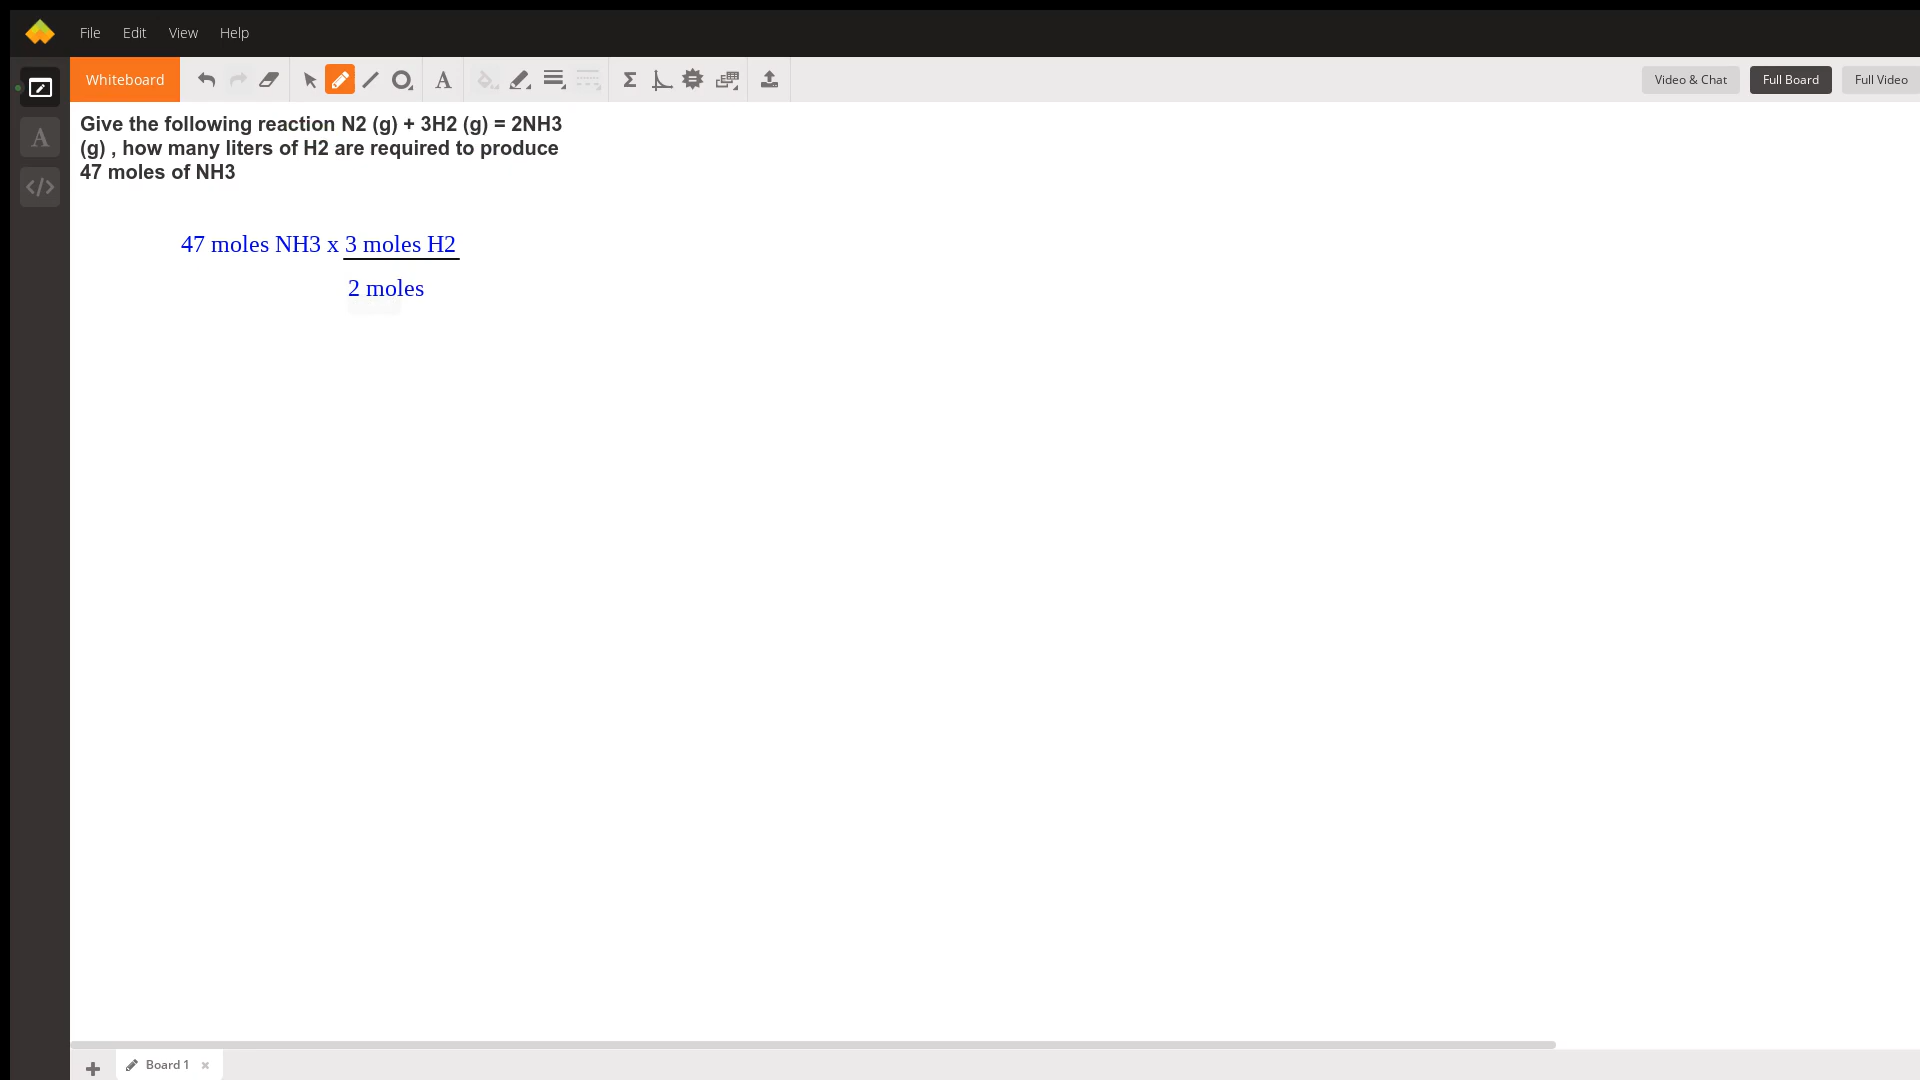 File Edit View Help
Whiteboard
Video & Chat Full Board Full Video
Give the following reaction N2 (g) + 3H2 (g) = 2NH3
(g) , how many liters of H2 are required to produce
47 moles of NH3
47 moles NH3 x 3 moles H2
2 moles
Board 1